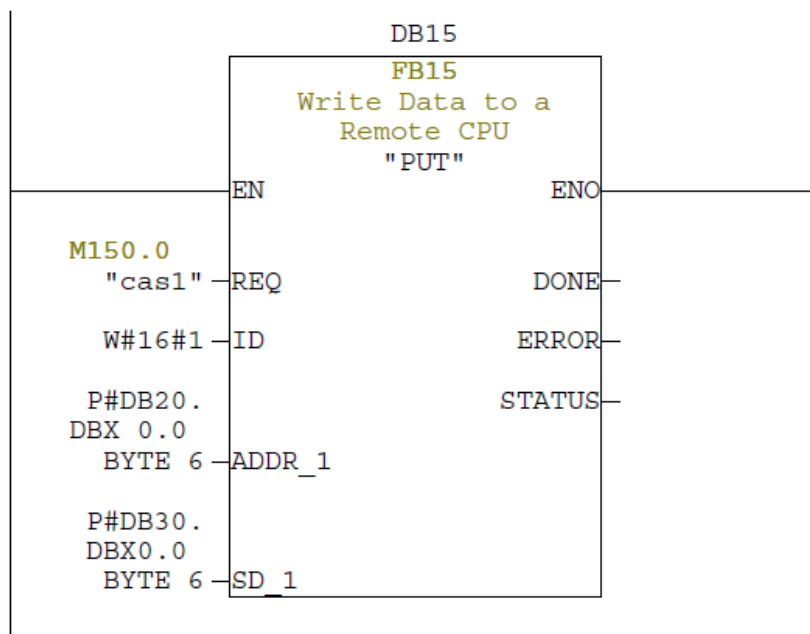 DB15
FB15
Write Data to a
Remote CPU
"PUT"
EN ENO
M150.0
"cas1" REQ DONE
W#16#1 ID ERROR
P#DB20. STATUS
DBX 0.0
BYTE 6 ADDR_1
P#DB30.
DBX0.0
BYTE 6 SD_1